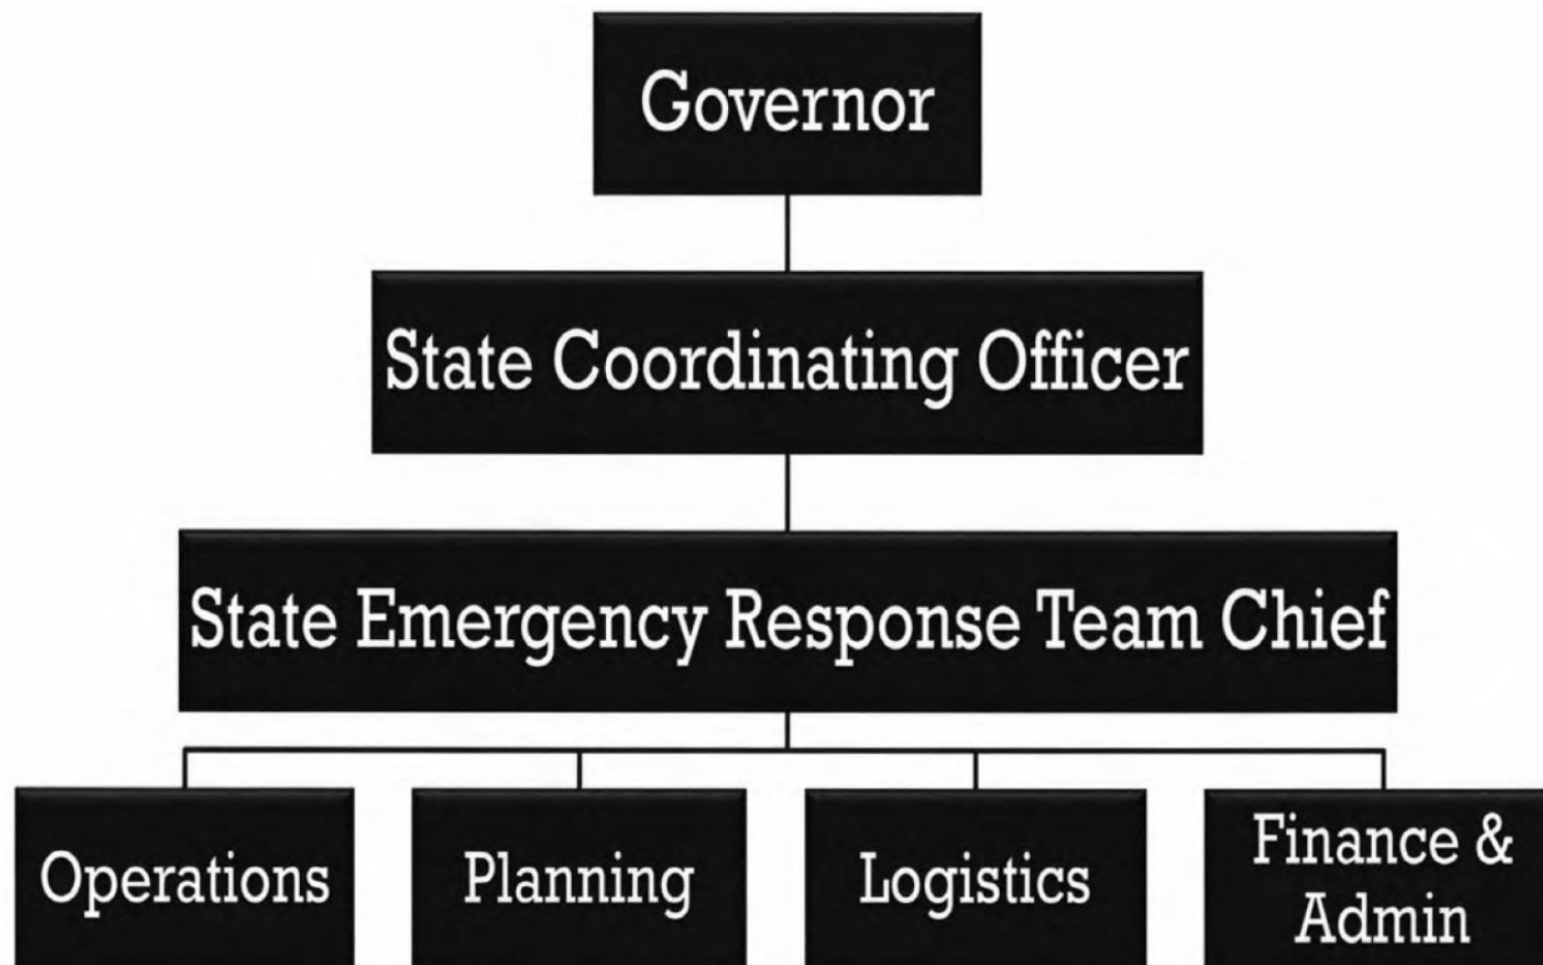 Governor
State Coordinating Officer
State Emergency Response Team Chief
Operations
Planning
Logistics
Finance &
Admin